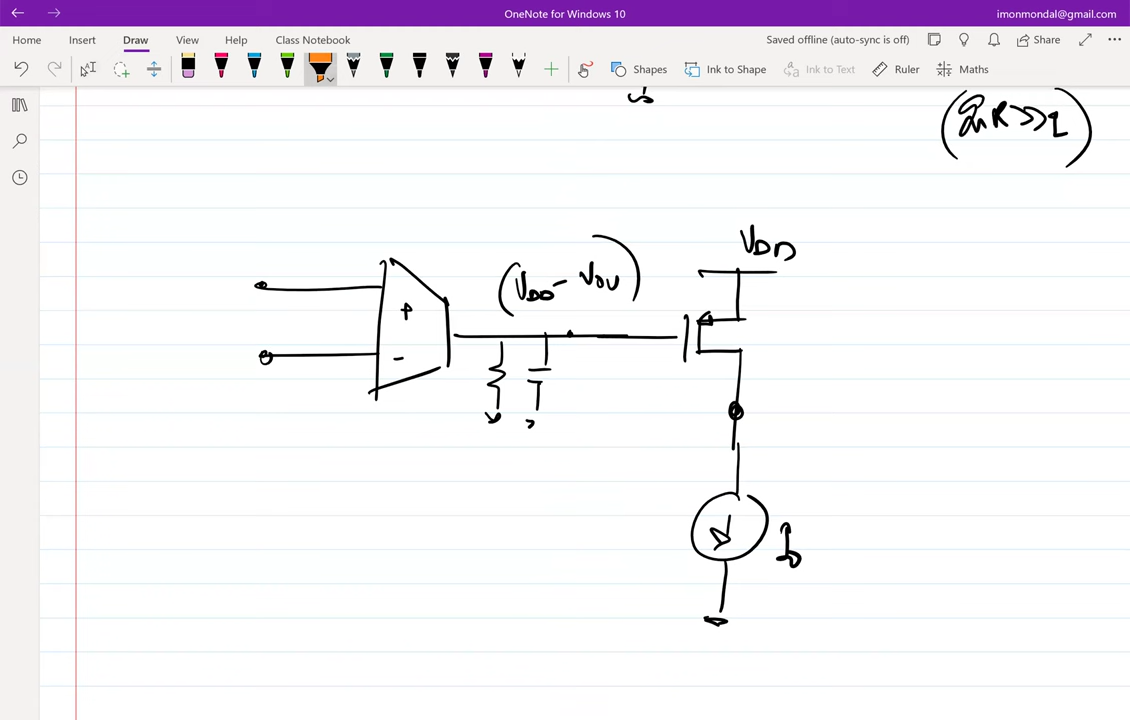 OneNote for Windows 10
imonmondal@gmail.com
Home Insert Draw View Help Class Notebook
Saved offline (auto-sync is off) Share
Shapes Ink to Shape Ink to Text Ruler Maths
(gmR>>1)
VDD
(VDD - VOV)
+
-
I0